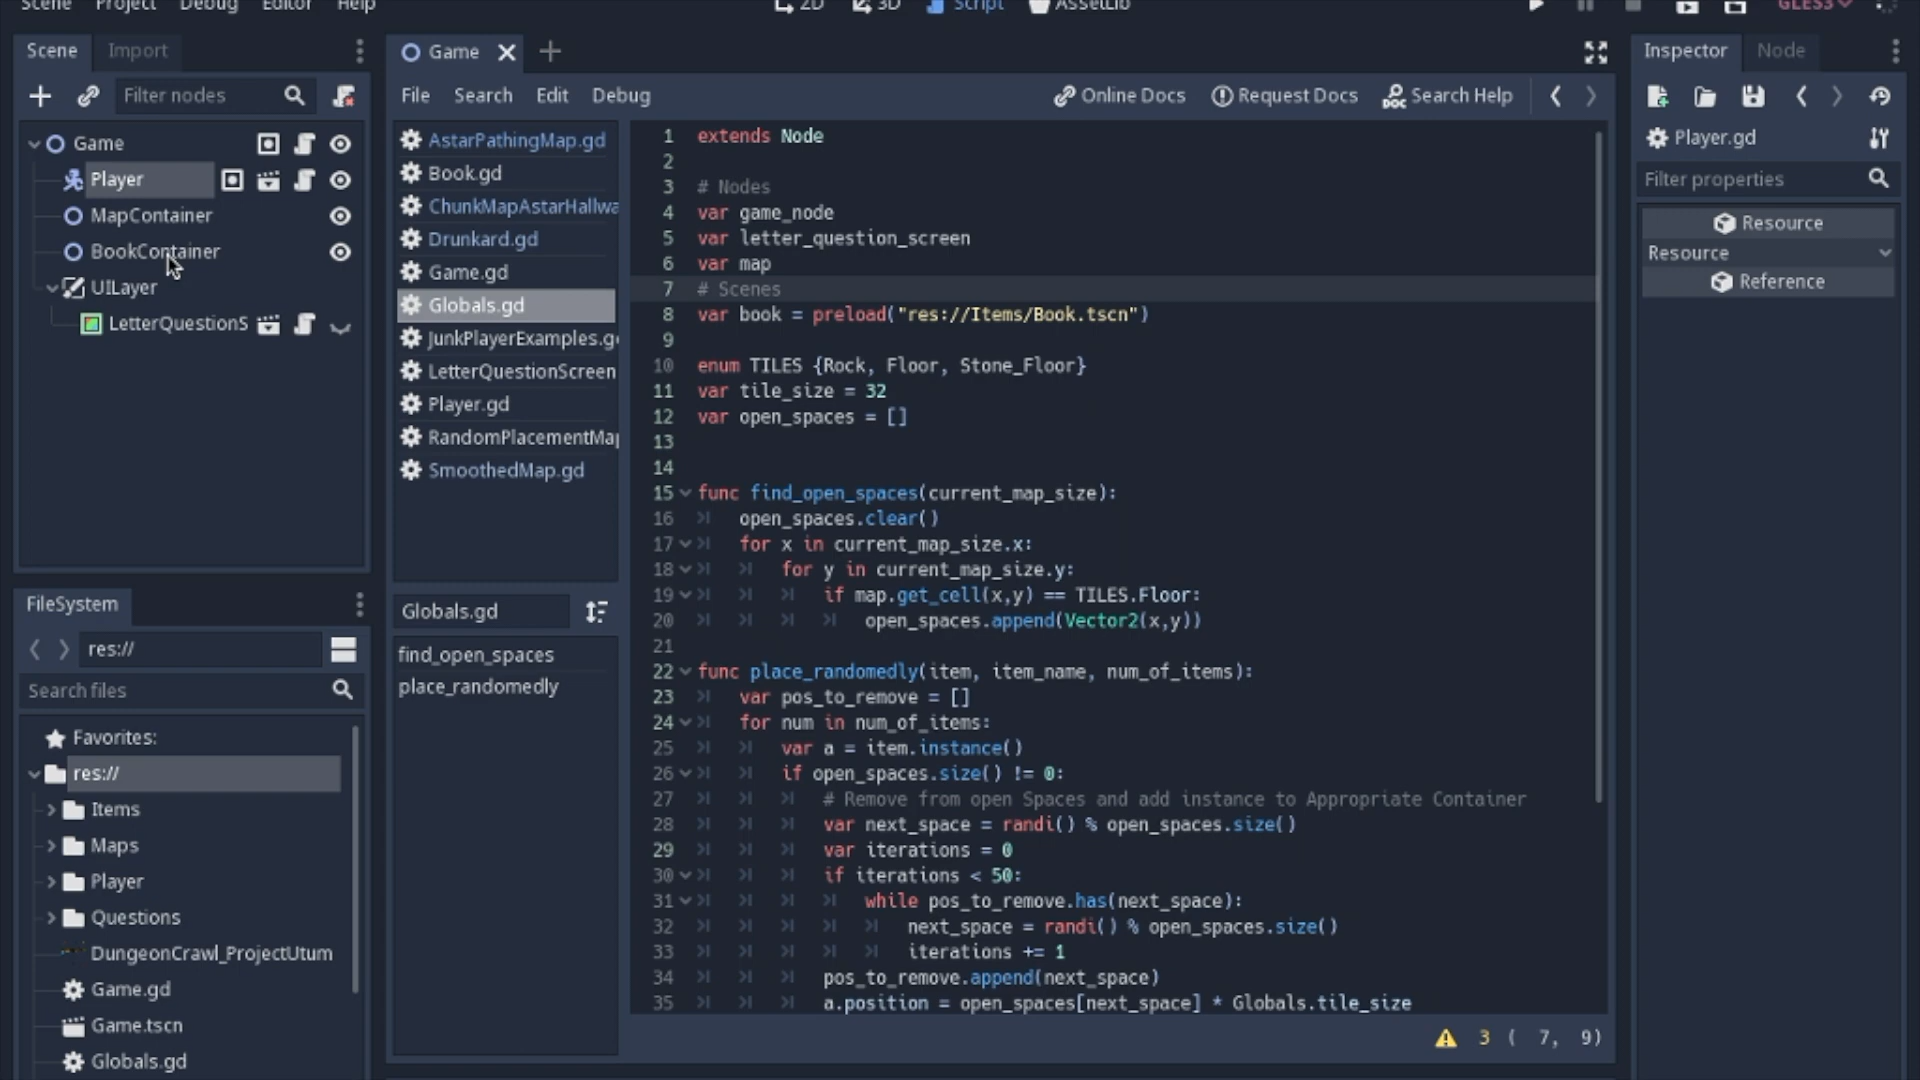 Scene Project Debug Editor Help 2D 3D Script AssetLib GLES3
Scene Import
Filter nodes
Game
Player
MapContainer
BookContainer
UILayer
LetterQuestionS
FileSystem
res://
Search files
Favorites:
res://
Items
Maps
Player
Questions
DungeonCrawl_ProjectUtum
Game.gd
Game.tscn
Globals.gd
Game
File Search Edit Debug Online Docs Request Docs Search Help
AstarPathingMap.gd
Book.gd
ChunkMapAstarHallwa
Drunkard.gd
Game.gd
Globals.gd
JunkPlayerExamples.g
LetterQuestionScreen
Player.gd
RandomPlacementMap
SmoothedMap.gd
Globals.gd
find_open_spaces
place_randomedly
1 extends Node
2
3 # Nodes
4 var game_node
5 var letter_question_screen
6 var map
7 # Scenes
8 var book = preload("res://Items/Book.tscn")
9
10 enum TILES {Rock, Floor, Stone_Floor}
11 var tile_size = 32
12 var open_spaces = []
13
14
15 func find_open_spaces(current_map_size):
16 open_spaces.clear()
17 for x in current_map_size.x:
18 for y in current_map_size.y:
19 if map.get_cell(x,y) == TILES.Floor:
20 open_spaces.append(Vector2(x,y))
21
22 func place_randomedly(item, item_name, num_of_items):
23 var pos_to_remove = []
24 for num in num_of_items:
25 var a = item.instance()
26 if open_spaces.size() != 0:
27 # Remove from open Spaces and add instance to Appropriate Container
28 var next_space = randi() % open_spaces.size()
29 var iterations = 0
30 if iterations < 50:
31 while pos_to_remove.has(next_space):
32 next_space = randi() % open_spaces.size()
33 iterations += 1
34 pos_to_remove.append(next_space)
35 a.position = open_spaces[next_space] * Globals.tile_size
3 ( 7, 9)
Inspector Node
Player.gd
Filter properties
Resource
Resource
Reference